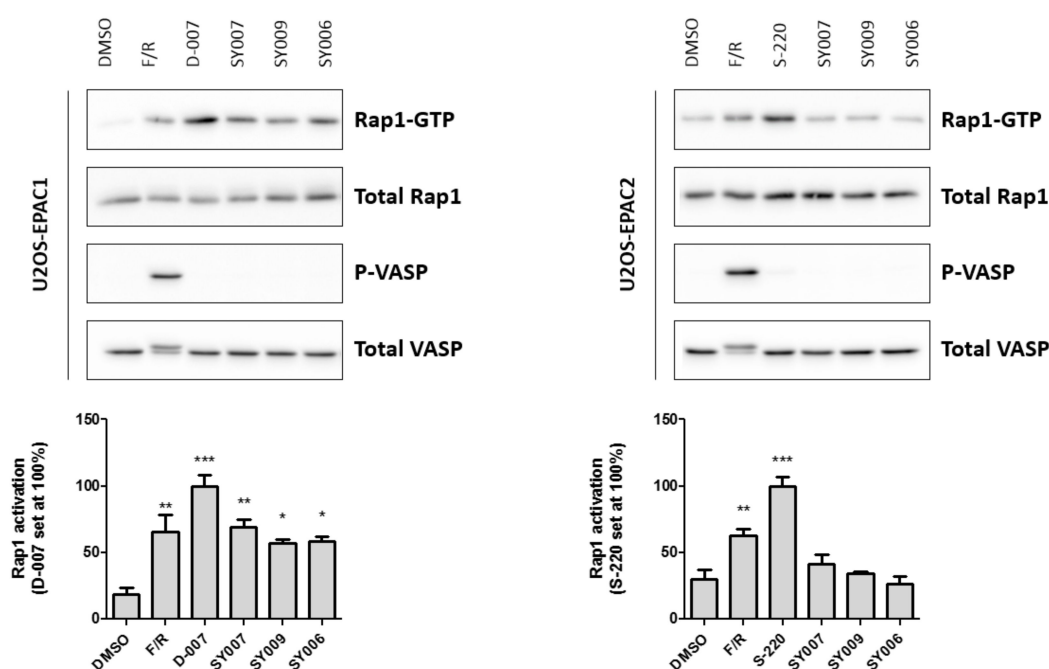 DMSO F/R D-007 SY007 SY009 SY006
U2OS-EPAC1
Rap1-GTP
Total Rap1
P-VASP
Total VASP
Rap1 activation
(D-007 set at 100%)
150
100
50
0
** *** ** * *
DMSO F/R D-007 SY007 SY009 SY006
DMSO F/R S-220 SY007 SY009 SY006
U2OS-EPAC2
Rap1-GTP
Total Rap1
P-VASP
Total VASP
Rap1 activation
(S-220 set at 100%)
150
100
50
0
** ***
DMSO F/R S-220 SY007 SY009 SY006